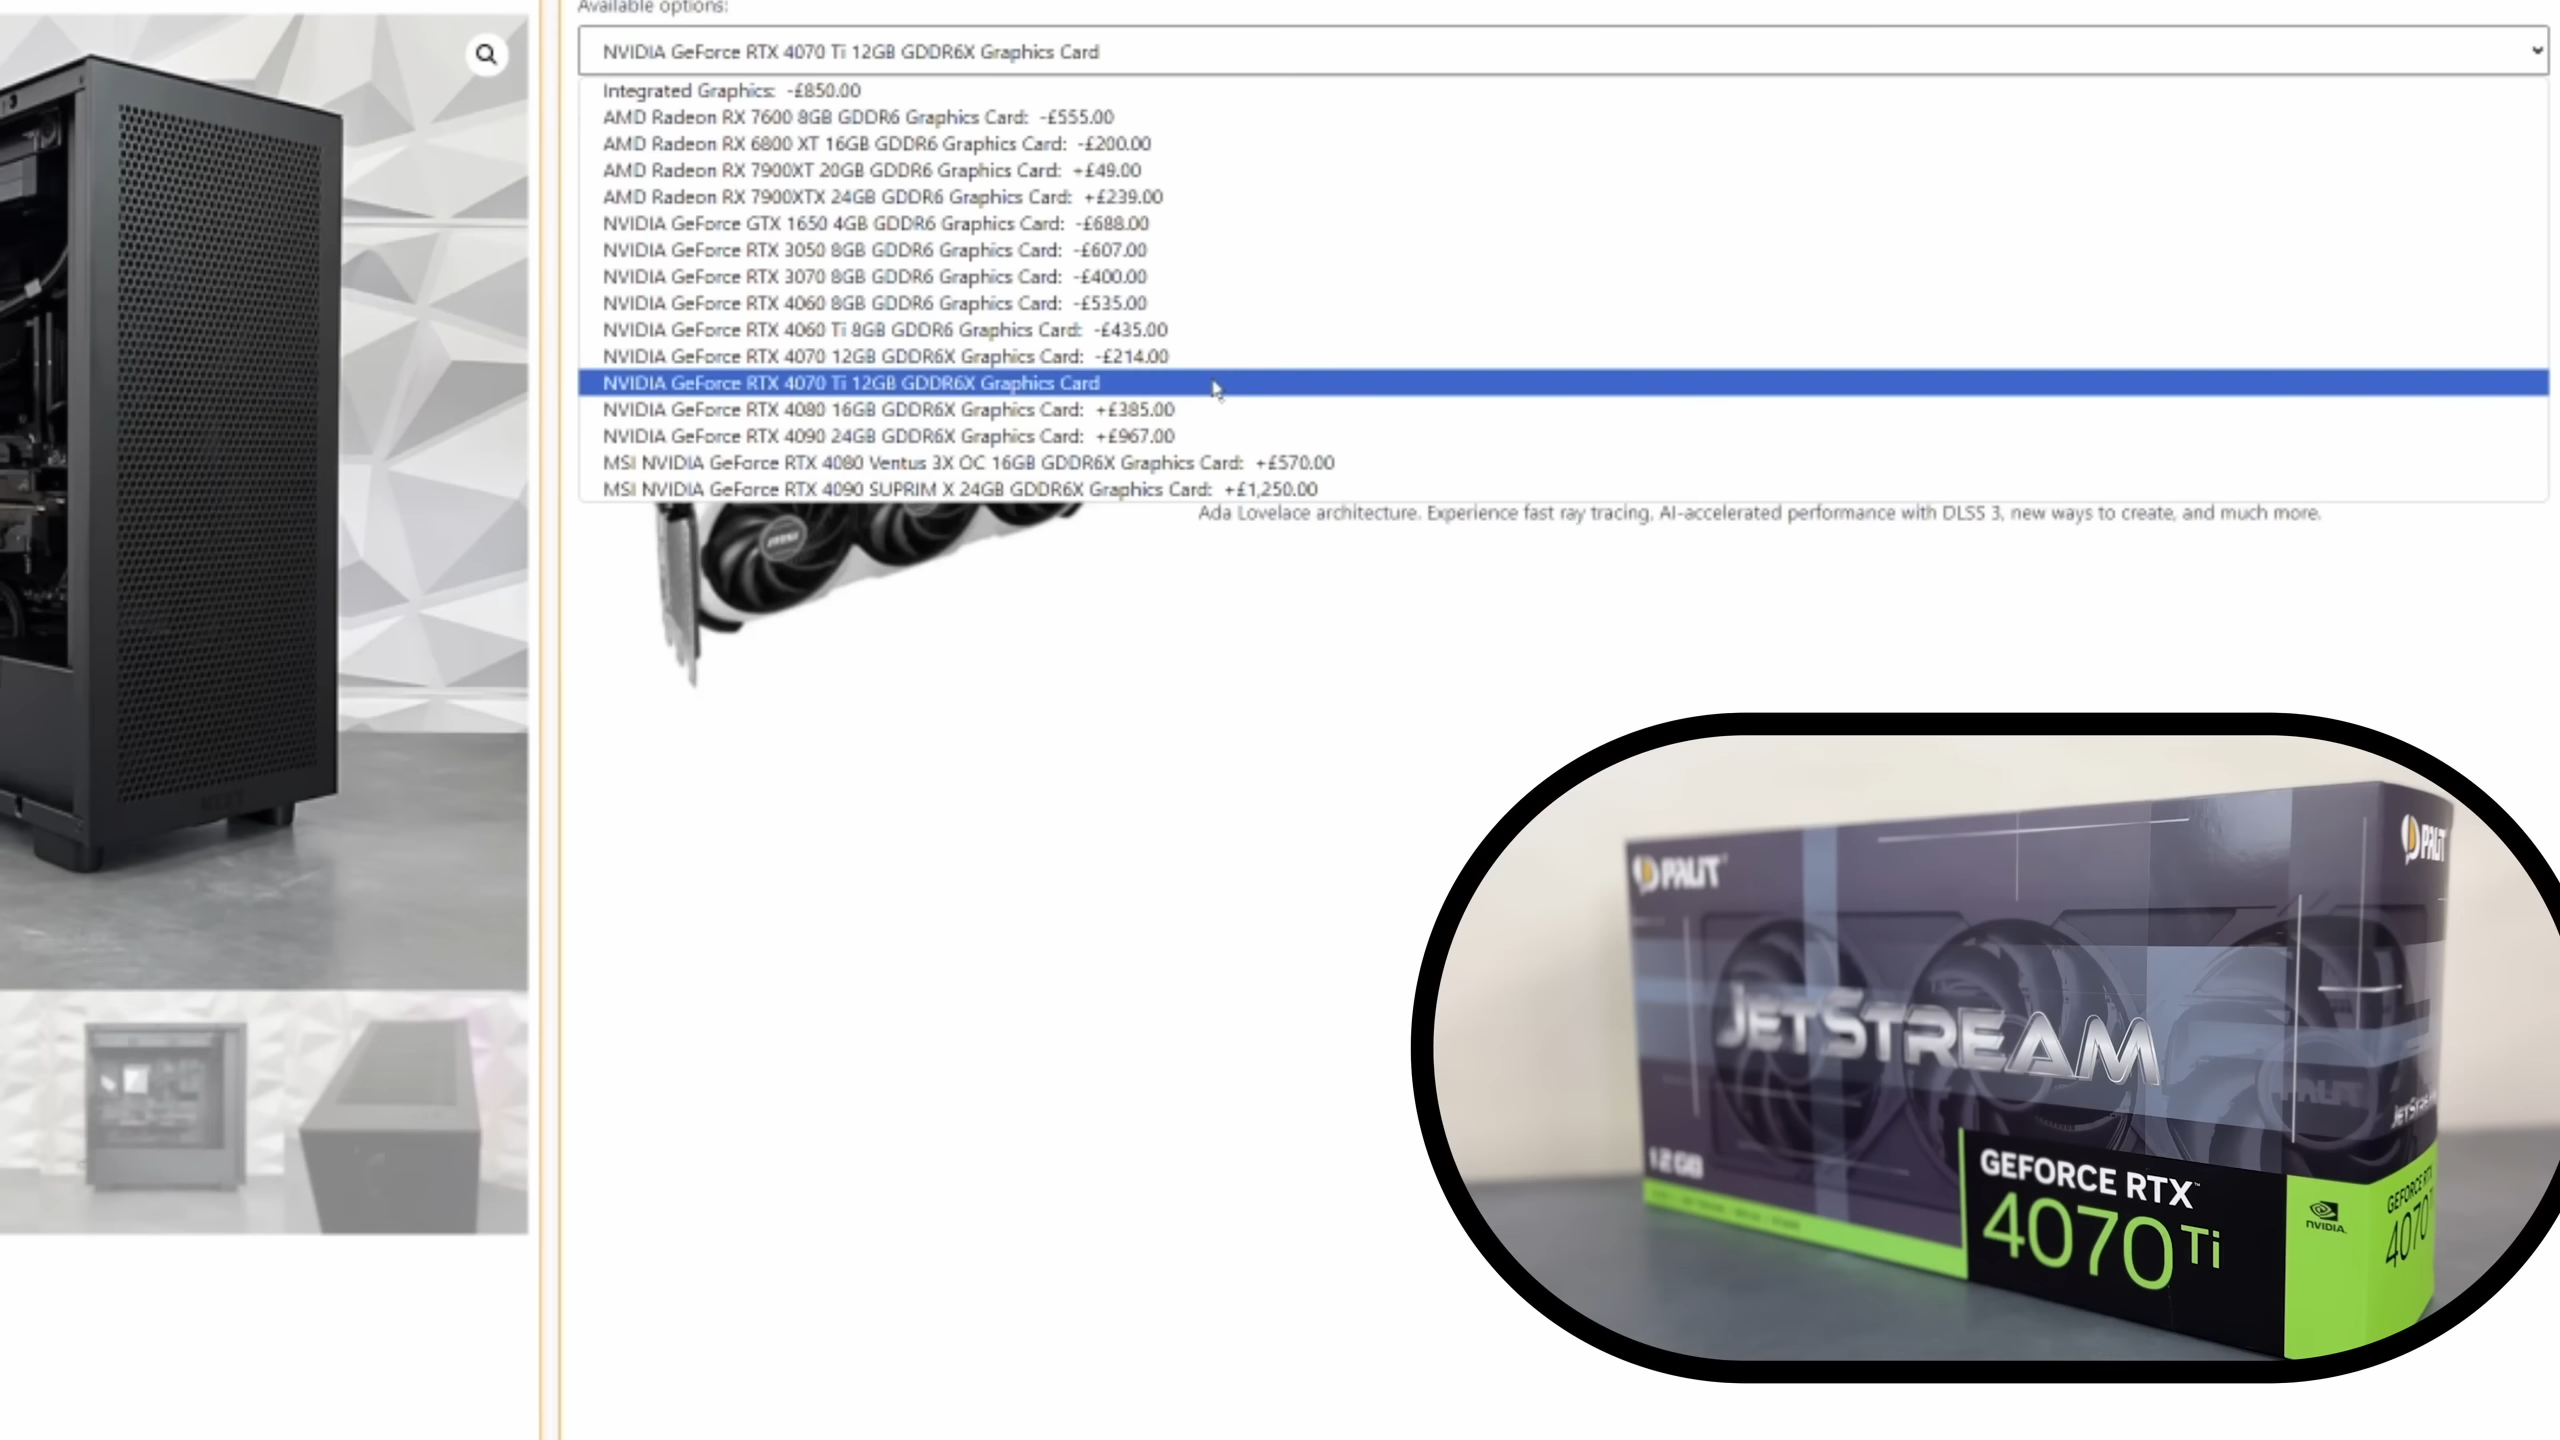 Available options:
NVIDIA GeForce RTX 4070 Ti 12GB GDDR6X Graphics Card
Integrated Graphics: -£850.00
AMD Radeon RX 7600 8GB GDDR6 Graphics Card: -£555.00
AMD Radeon RX 6800 XT 16GB GDDR6 Graphics Card: -£200.00
AMD Radeon RX 7900XT 20GB GDDR6 Graphics Card: +£49.00
AMD Radeon RX 7900XTX 24GB GDDR6 Graphics Card: +£239.00
NVIDIA GeForce GTX 1650 4GB GDDR6 Graphics Card: -£688.00
NVIDIA GeForce RTX 3050 8GB GDDR6 Graphics Card: -£607.00
NVIDIA GeForce RTX 3070 8GB GDDR6 Graphics Card: -£400.00
NVIDIA GeForce RTX 4060 8GB GDDR6 Graphics Card: -£535.00
NVIDIA GeForce RTX 4060 Ti 8GB GDDR6 Graphics Card: -£435.00
NVIDIA GeForce RTX 4070 12GB GDDR6X Graphics Card: -£214.00
NVIDIA GeForce RTX 4070 Ti 12GB GDDR6X Graphics Card
NVIDIA GeForce RTX 4080 16GB GDDR6X Graphics Card: +£385.00
NVIDIA GeForce RTX 4090 24GB GDDR6X Graphics Card: +£967.00
MSI NVIDIA GeForce RTX 4080 Ventus 3X OC 16GB GDDR6X Graphics Card: +£570.00
MSI NVIDIA GeForce RTX 4090 SUPRIM X 24GB GDDR6X Graphics Card: +£1,250.00
Ada Lovelace architecture. Experience fast ray tracing, AI-accelerated performance with DLSS 3, new ways to create, and much more.
PALIT
PALIT
JETSTREAM
PALIT
JETSTREAM
12GB
GEFORCE RTX™
4070 Ti
NVIDIA.
GEFORCE RTX
4070